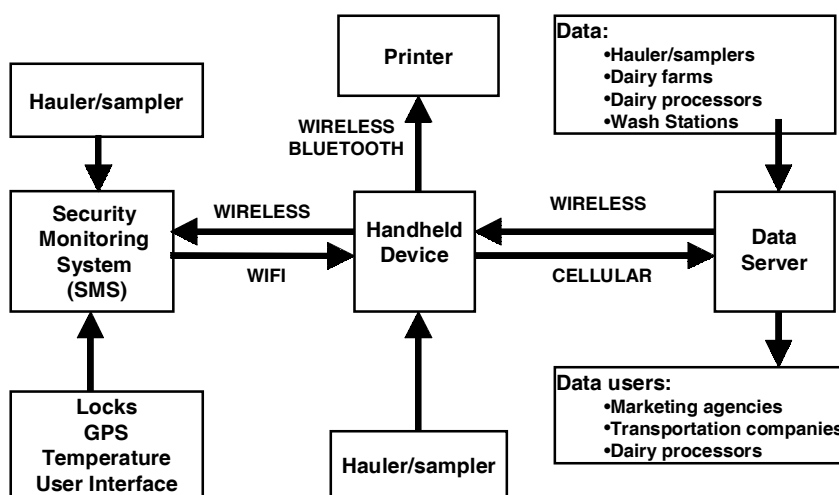 Data:
•Hauler/samplers
•Dairy farms
•Dairy processors
•Wash Stations
Printer
Hauler/sampler
WIRELESS
BLUETOOTH
Security
Monitoring
System
(SMS)
WIRELESS
WIFI
Handheld
Device
WIRELESS
CELLULAR
Data
Server
Locks
GPS
Temperature
User Interface
Hauler/sampler
Data users:
•Marketing agencies
•Transportation companies
•Dairy processors